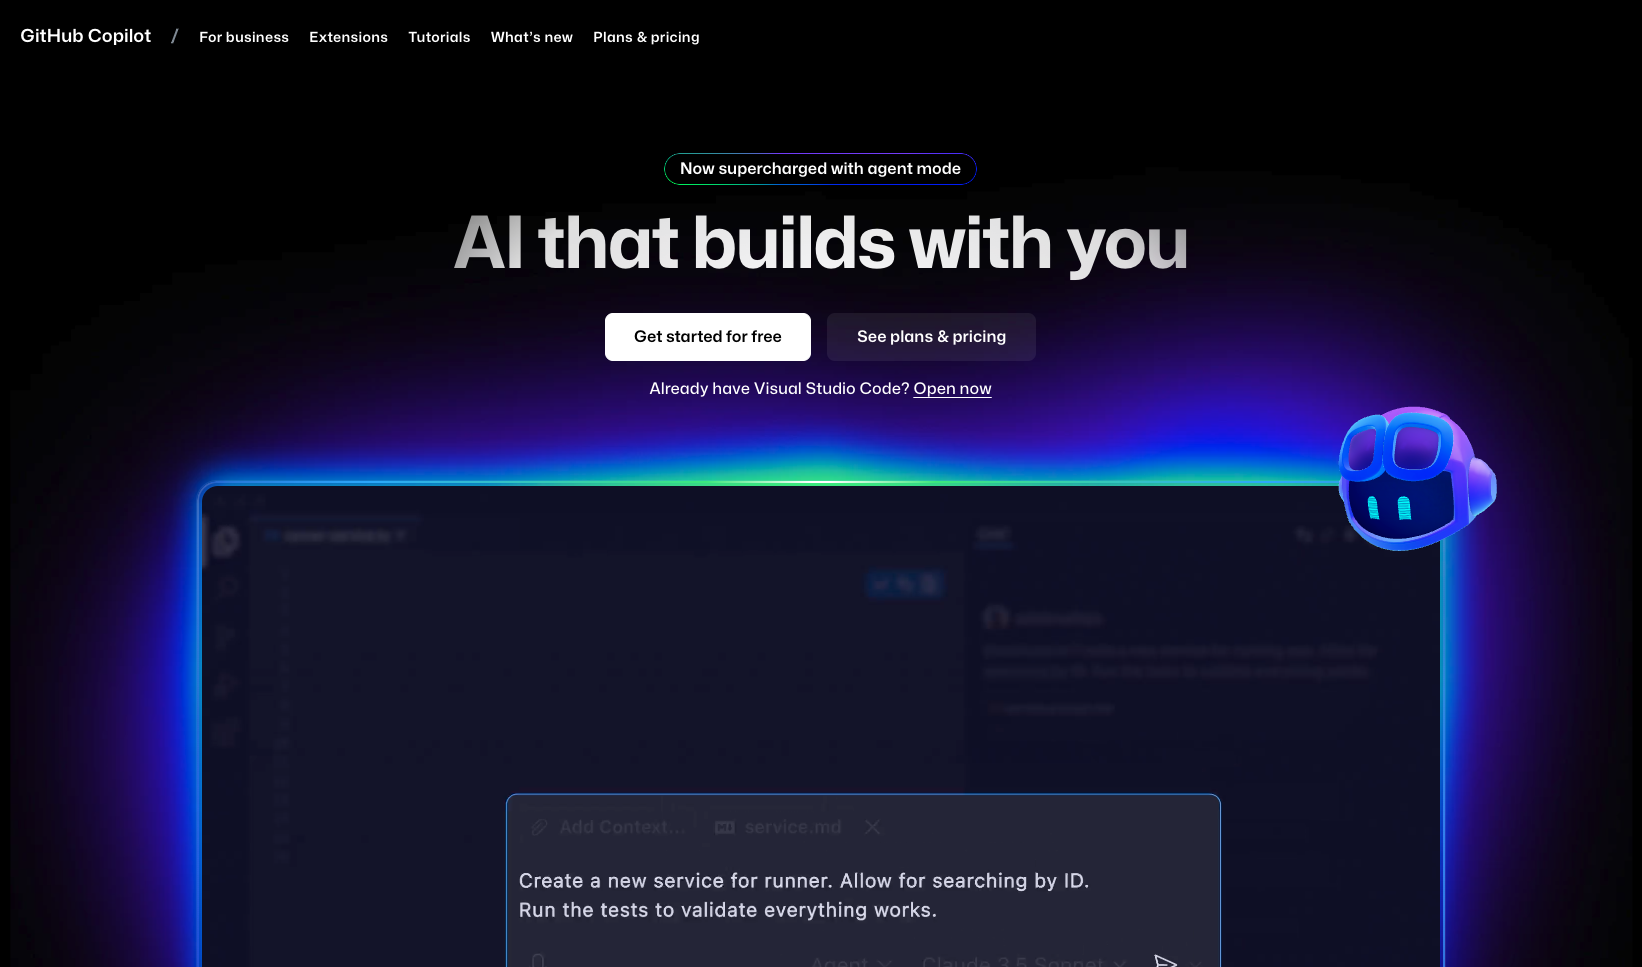 GitHub Copilot / For business Extensions Tutorials What's new Plans & pricing
Now supercharged with agent mode
AI that builds with you
Get started for free See plans & pricing
Already have Visual Studio Code? Open now
Add Context... service.md
Create a new service for runner. Allow for searching by ID.
Run the tests to validate everything works.
Agent Claude 3.5 Sonnet